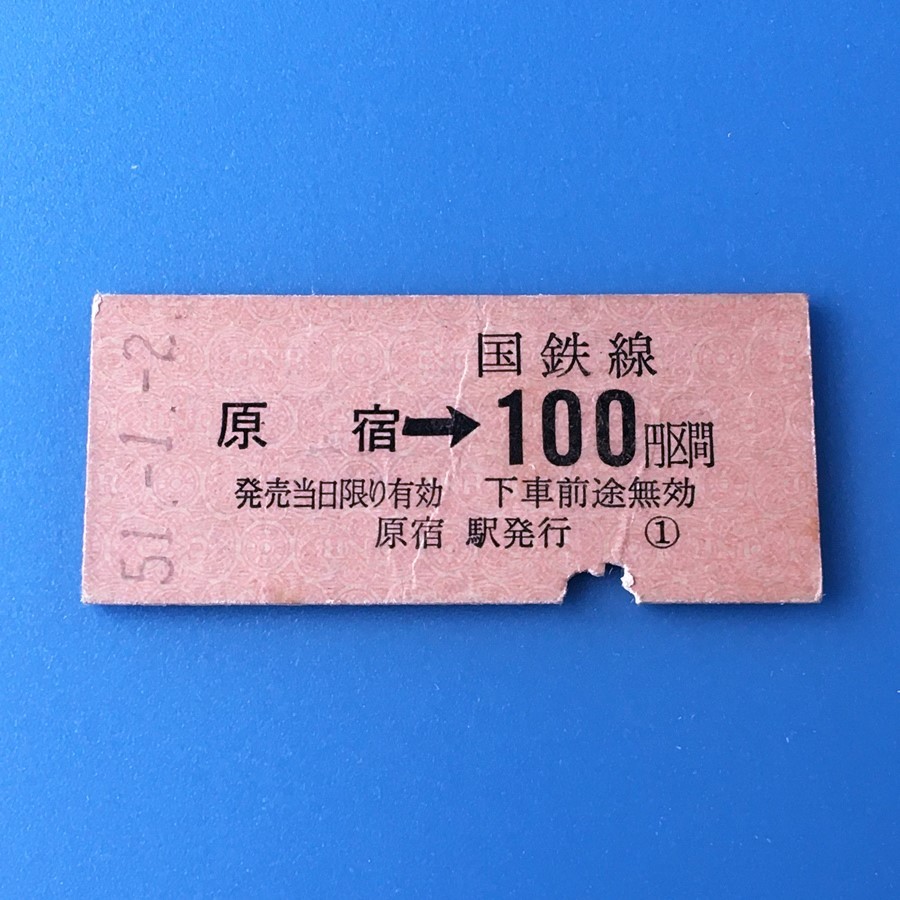 51.-1.-2
国鉄線
原宿➡100円区間
発売当日限り有効 下車前途無効
原宿駅発行 ①